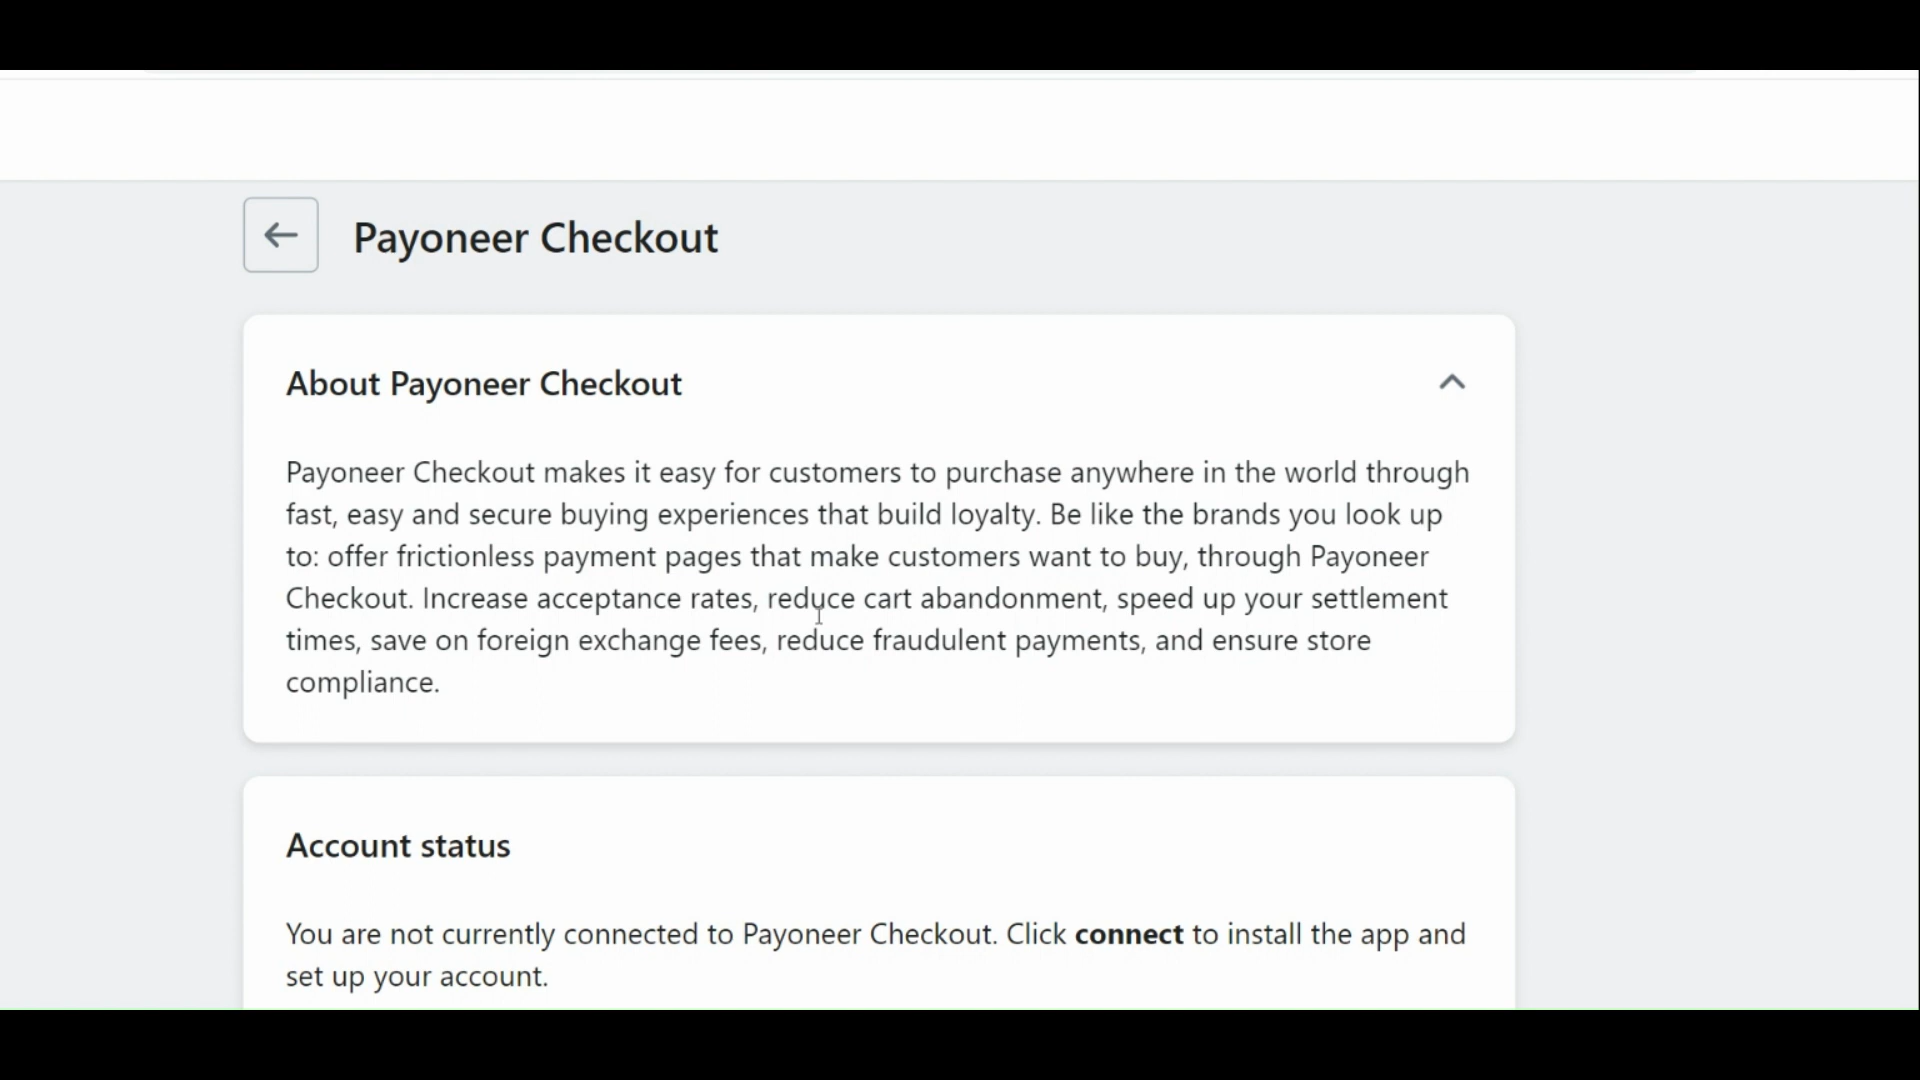 Payoneer Checkout
About Payoneer Checkout
Payoneer Checkout makes it easy for customers to purchase anywhere in the world through
fast, easy and secure buying experiences that build loyalty. Be like the brands you look up
to: offer frictionless payment pages that make customers want to buy, through Payoneer
Checkout. Increase acceptance rates, reduce cart abandonment, speed up your settlement
times, save on foreign exchange fees, reduce fraudulent payments, and ensure store
compliance.
Account status
You are not currently connected to Payoneer Checkout. Click connect to install the app and
set up your account.